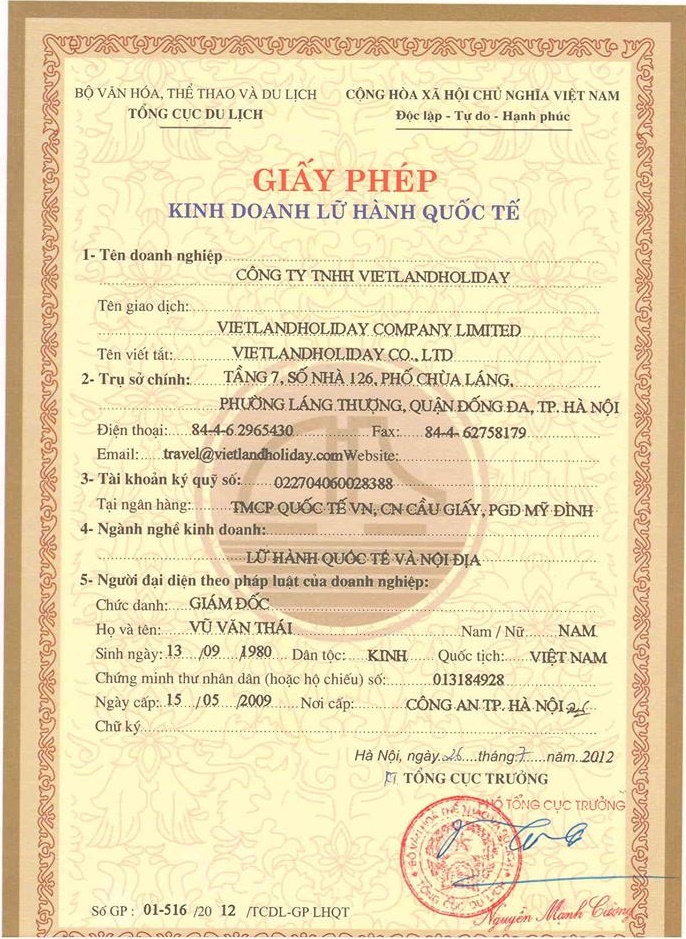 BỘ VĂN HÓA, THỂ THAO VÀ DU LỊCH
TỔNG CỤC DU LỊCH
CỘNG HÒA XÃ HỘI CHỦ NGHĨA VIỆT NAM
Độc lập - Tự do - Hạnh phúc
GIẤY PHÉP
KINH DOANH LỮ HÀNH QUỐC TẾ
1- Tên doanh nghiệp
CÔNG TY TNHH VIETLANDHOLIDAY
Tên giao dịch:
VIETLANDHOLIDAY COMPANY LIMITED
Tên viết tắt: VIETLANDHOLIDAY CO., LTD
2- Trụ sở chính: TẦNG 7, SỐ NHÀ 126, PHỐ CHÙA LÁNG,
PHƯỜNG LÁNG THƯỢNG, QUẬN ĐỐNG ĐA, TP. HÀ NỘI
Điện thoại: 84-4-6 2965430 Fax: 84-4- 62758179
Email: travel@vietlandholiday.com Website:
3- Tài khoản ký quỹ số: 022704060028388
Tại ngân hàng: TMCP QUỐC TẾ VN, CN CẦU GIẤY, PGD MỸ ĐÌNH
4- Ngành nghề kinh doanh:
LỮ HÀNH QUỐC TẾ VÀ NỘI ĐỊA
5- Người đại diện theo pháp luật của doanh nghiệp:
Chức danh: GIÁM ĐỐC
Họ và tên: VŨ VĂN THÁI Nam / Nữ NAM
Sinh ngày: 13 /09 /1980 Dân tộc: KINH Quốc tịch: VIỆT NAM
Chứng minh thư nhân dân (hoặc hộ chiếu) số: 013184928
Ngày cấp: 15 /05 /2009 Nơi cấp: CÔNG AN TP. HÀ NỘI
Chữ ký
Hà Nội, ngày 26 tháng 7 năm 2012
TỔNG CỤC TRƯỞNG
PHÓ TỔNG CỤC TRƯỞNG
TỔNG CỤC DU LỊCH
Nguyễn Mạnh Cường
Số GP : 01-516 /20 12 /TCDL-GP LHQT